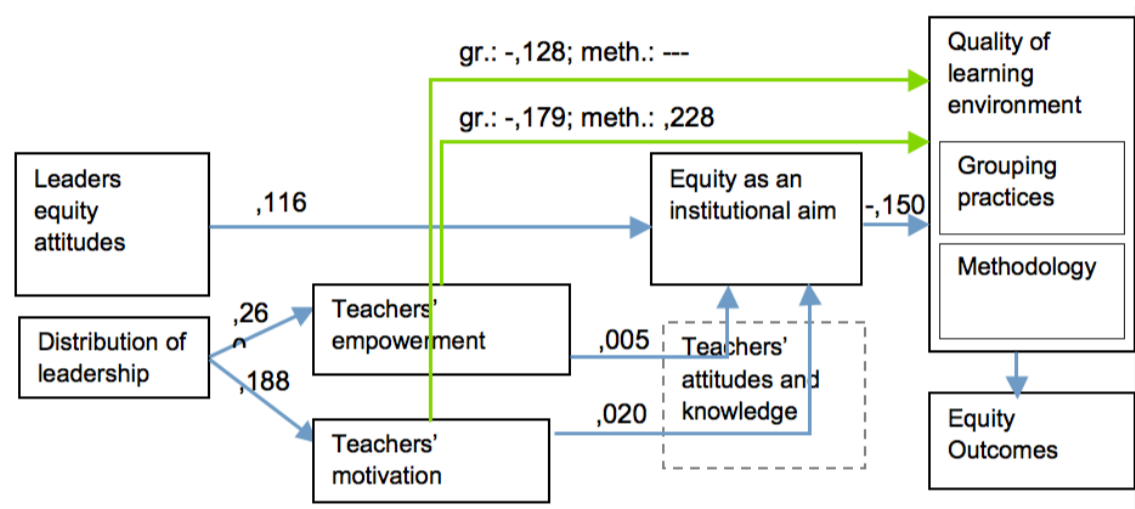 gr.: -,128; meth.: ---
gr.: -,179; meth.: ,228
Quality of
learning
environment
Grouping
practices
Methodology
Leaders
equity
attitudes
,116
Equity as an
institutional aim
-,150
Distribution of
leadership
,26
,188
Teachers’
empowerment
,005
Teachers’
attitudes and
knowledge
Teachers’
motivation
,020
Equity
Outcomes